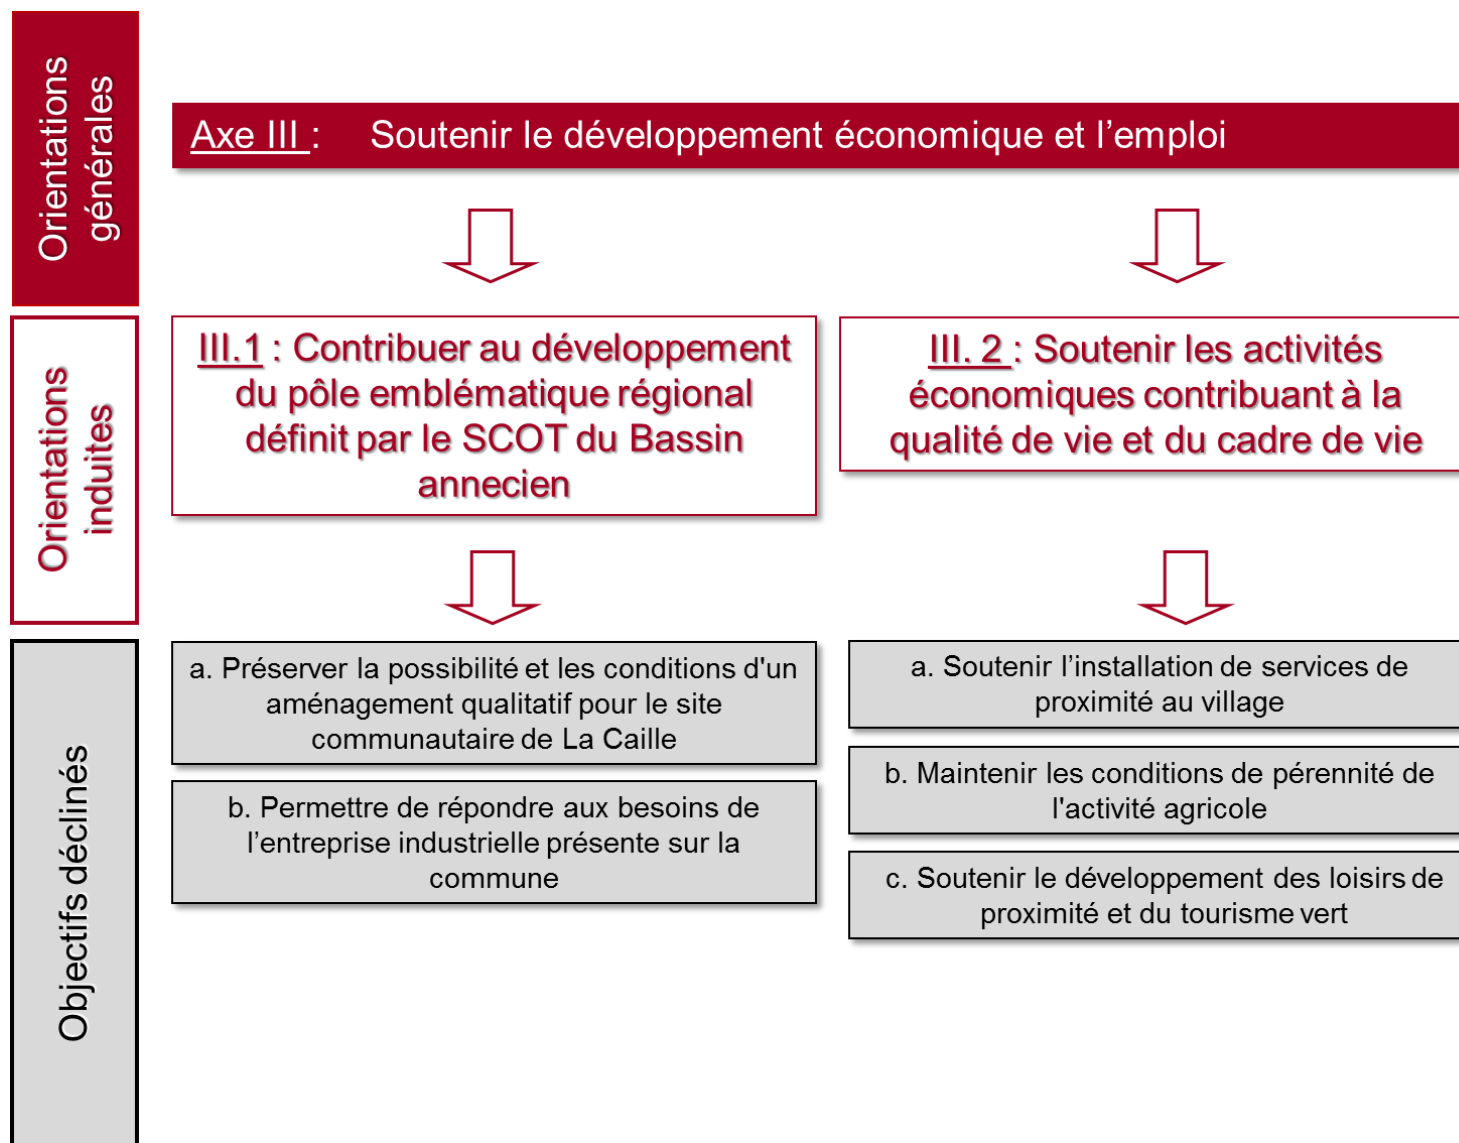 Orientations
générales
Axe III : Soutenir le développement économique et l’emploi
Orientations
induites
III.1 : Contribuer au développement
du pôle emblématique régional
définit par le SCOT du Bassin
annecien
III. 2 : Soutenir les activités
économiques contribuant à la
qualité de vie et du cadre de vie
Objectifs déclinés
a. Préserver la possibilité et les conditions d'un
aménagement qualitatif pour le site
communautaire de La Caille
b. Permettre de répondre aux besoins de
l’entreprise industrielle présente sur la
commune
a. Soutenir l’installation de services de
proximité au village
b. Maintenir les conditions de pérennité de
l'activité agricole
c. Soutenir le développement des loisirs de
proximité et du tourisme vert